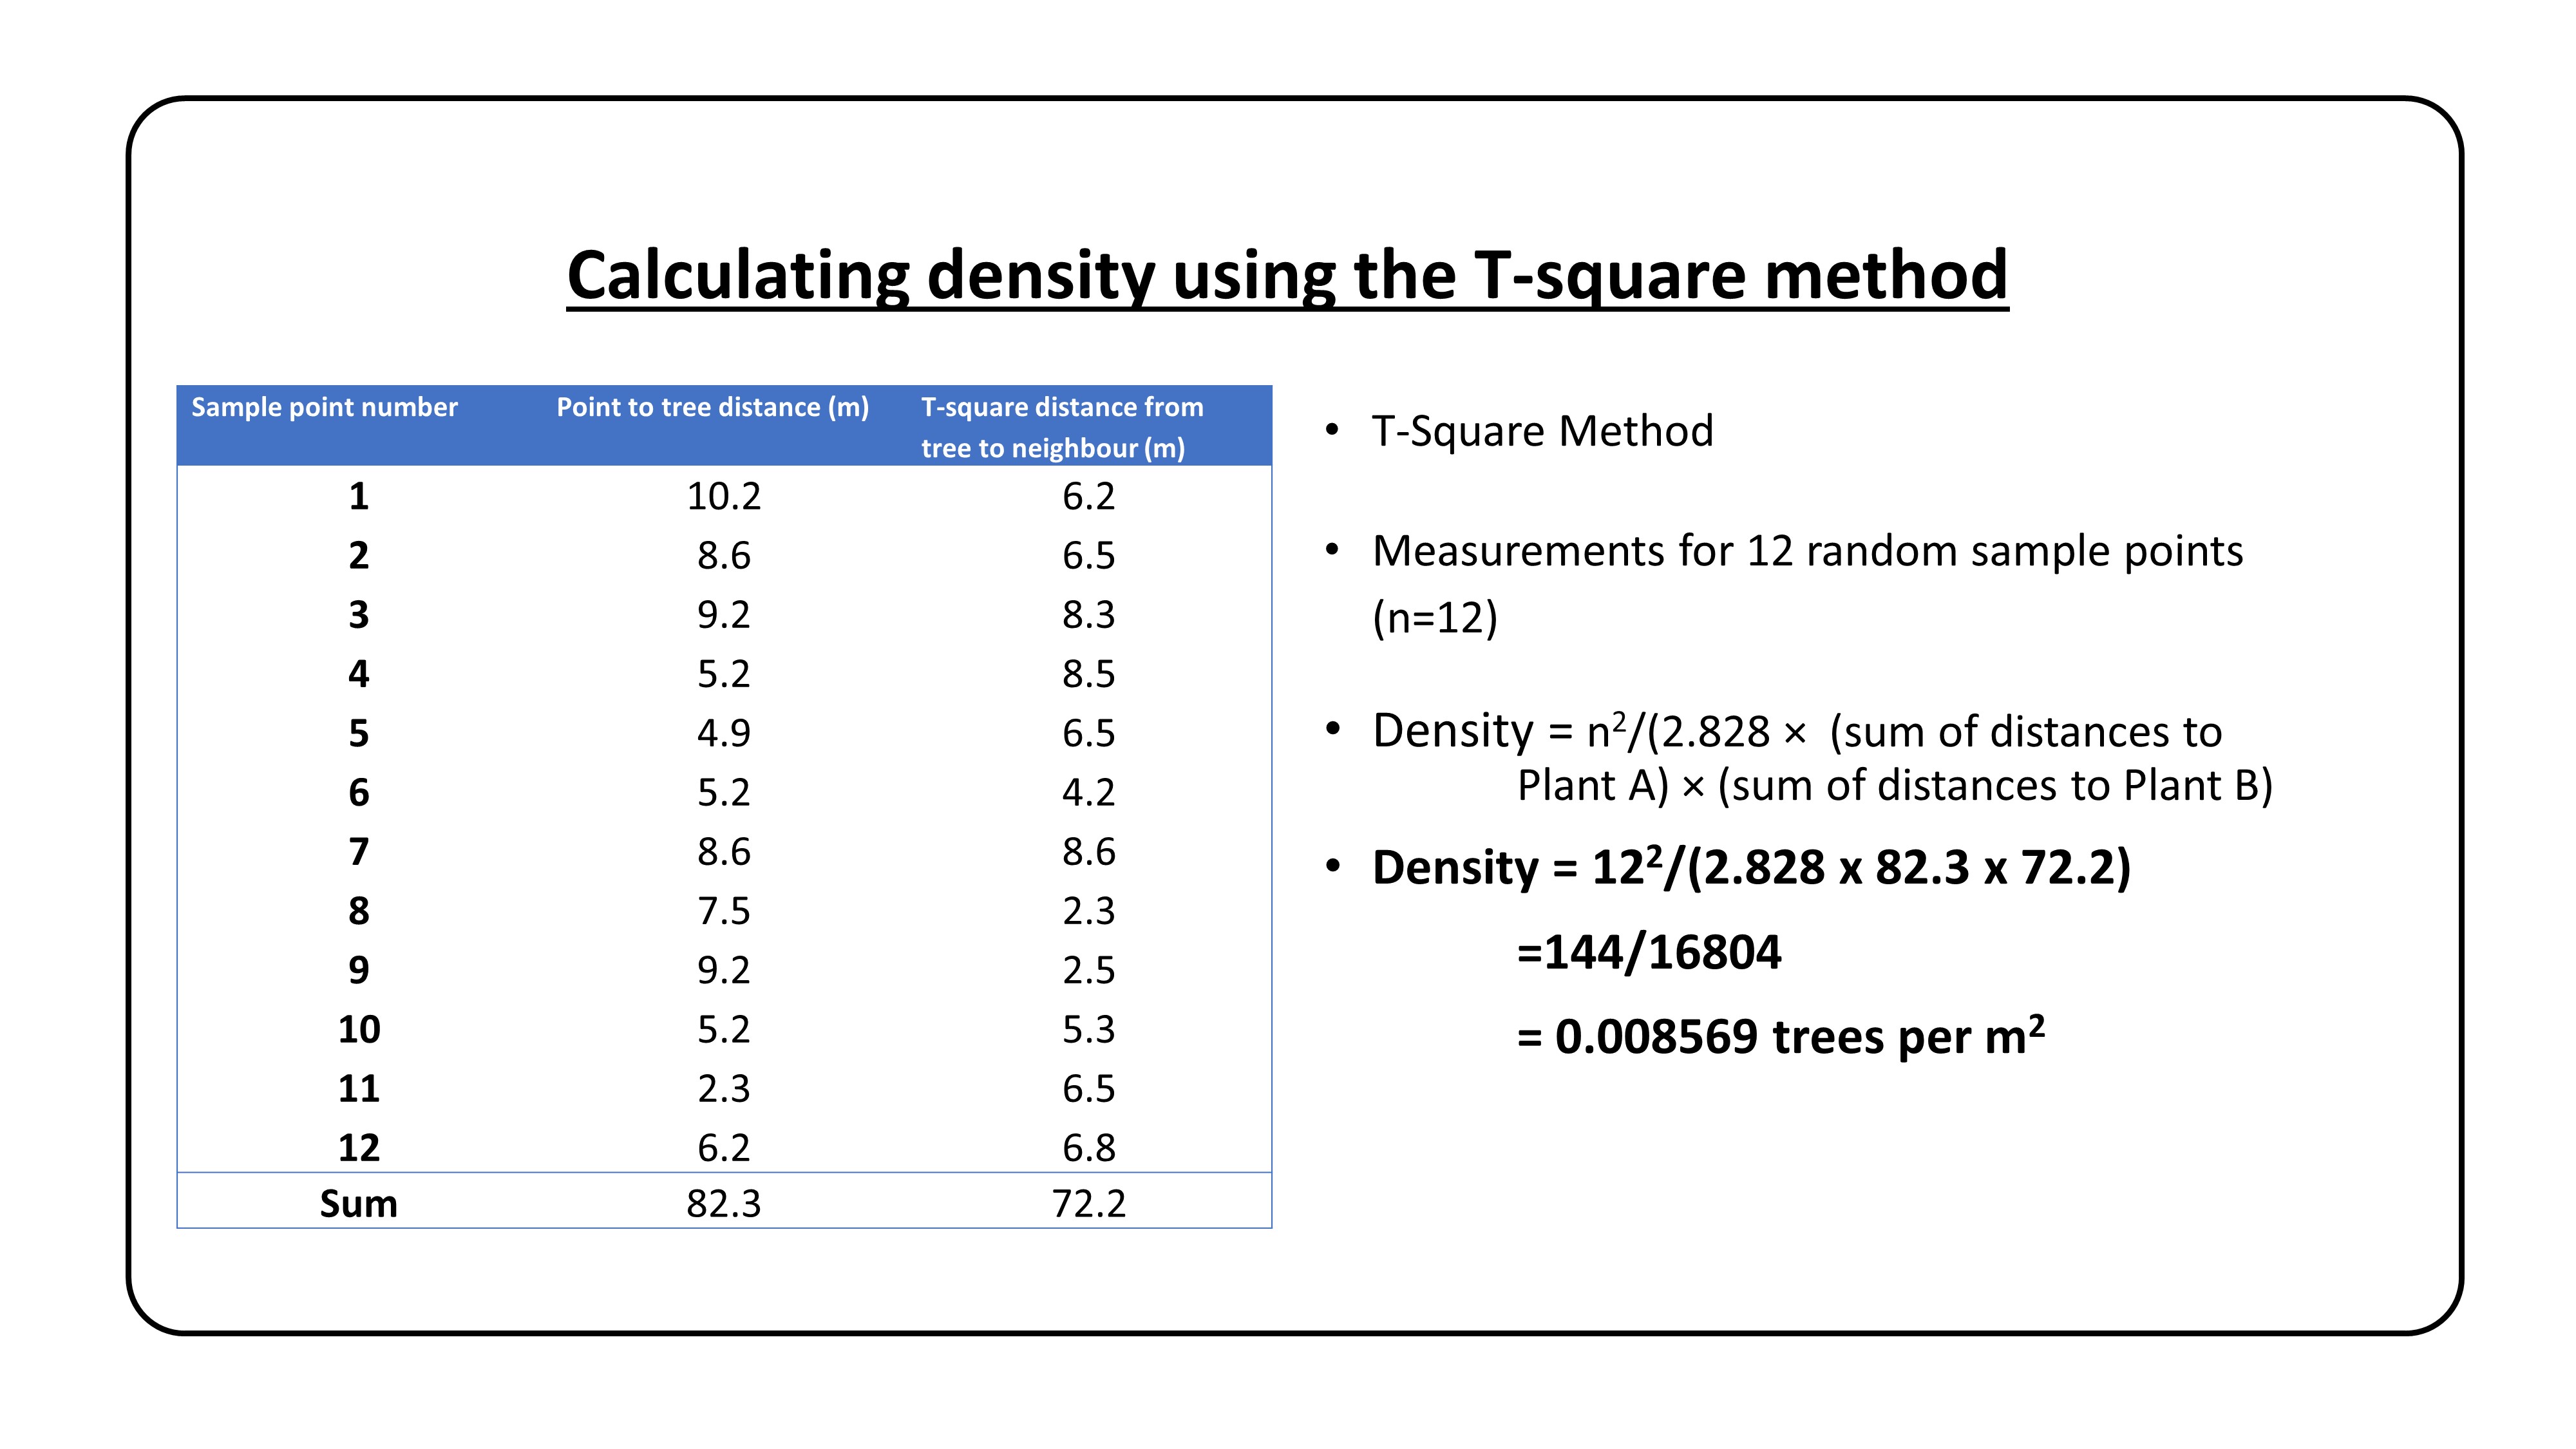 Calculating density using the T-square method
Sample point number Point to tree distance (m) T-square distance from
tree to neighbour (m)
1 10.2 6.2
2 8.6 6.5
3 9.2 8.3
4 5.2 8.5
5 4.9 6.5
6 5.2 4.2
7 8.6 8.6
8 7.5 2.3
9 9.2 2.5
10 5.2 5.3
11 2.3 6.5
12 6.2 6.8
Sum 82.3 72.2
• T-Square Method
• Measurements for 12 random sample points
(n=12)
• Density = n²/(2.828 × (sum of distances to
Plant A) × (sum of distances to Plant B)
• Density = 12²/(2.828 x 82.3 x 72.2)
=144/16804
= 0.008569 trees per m²